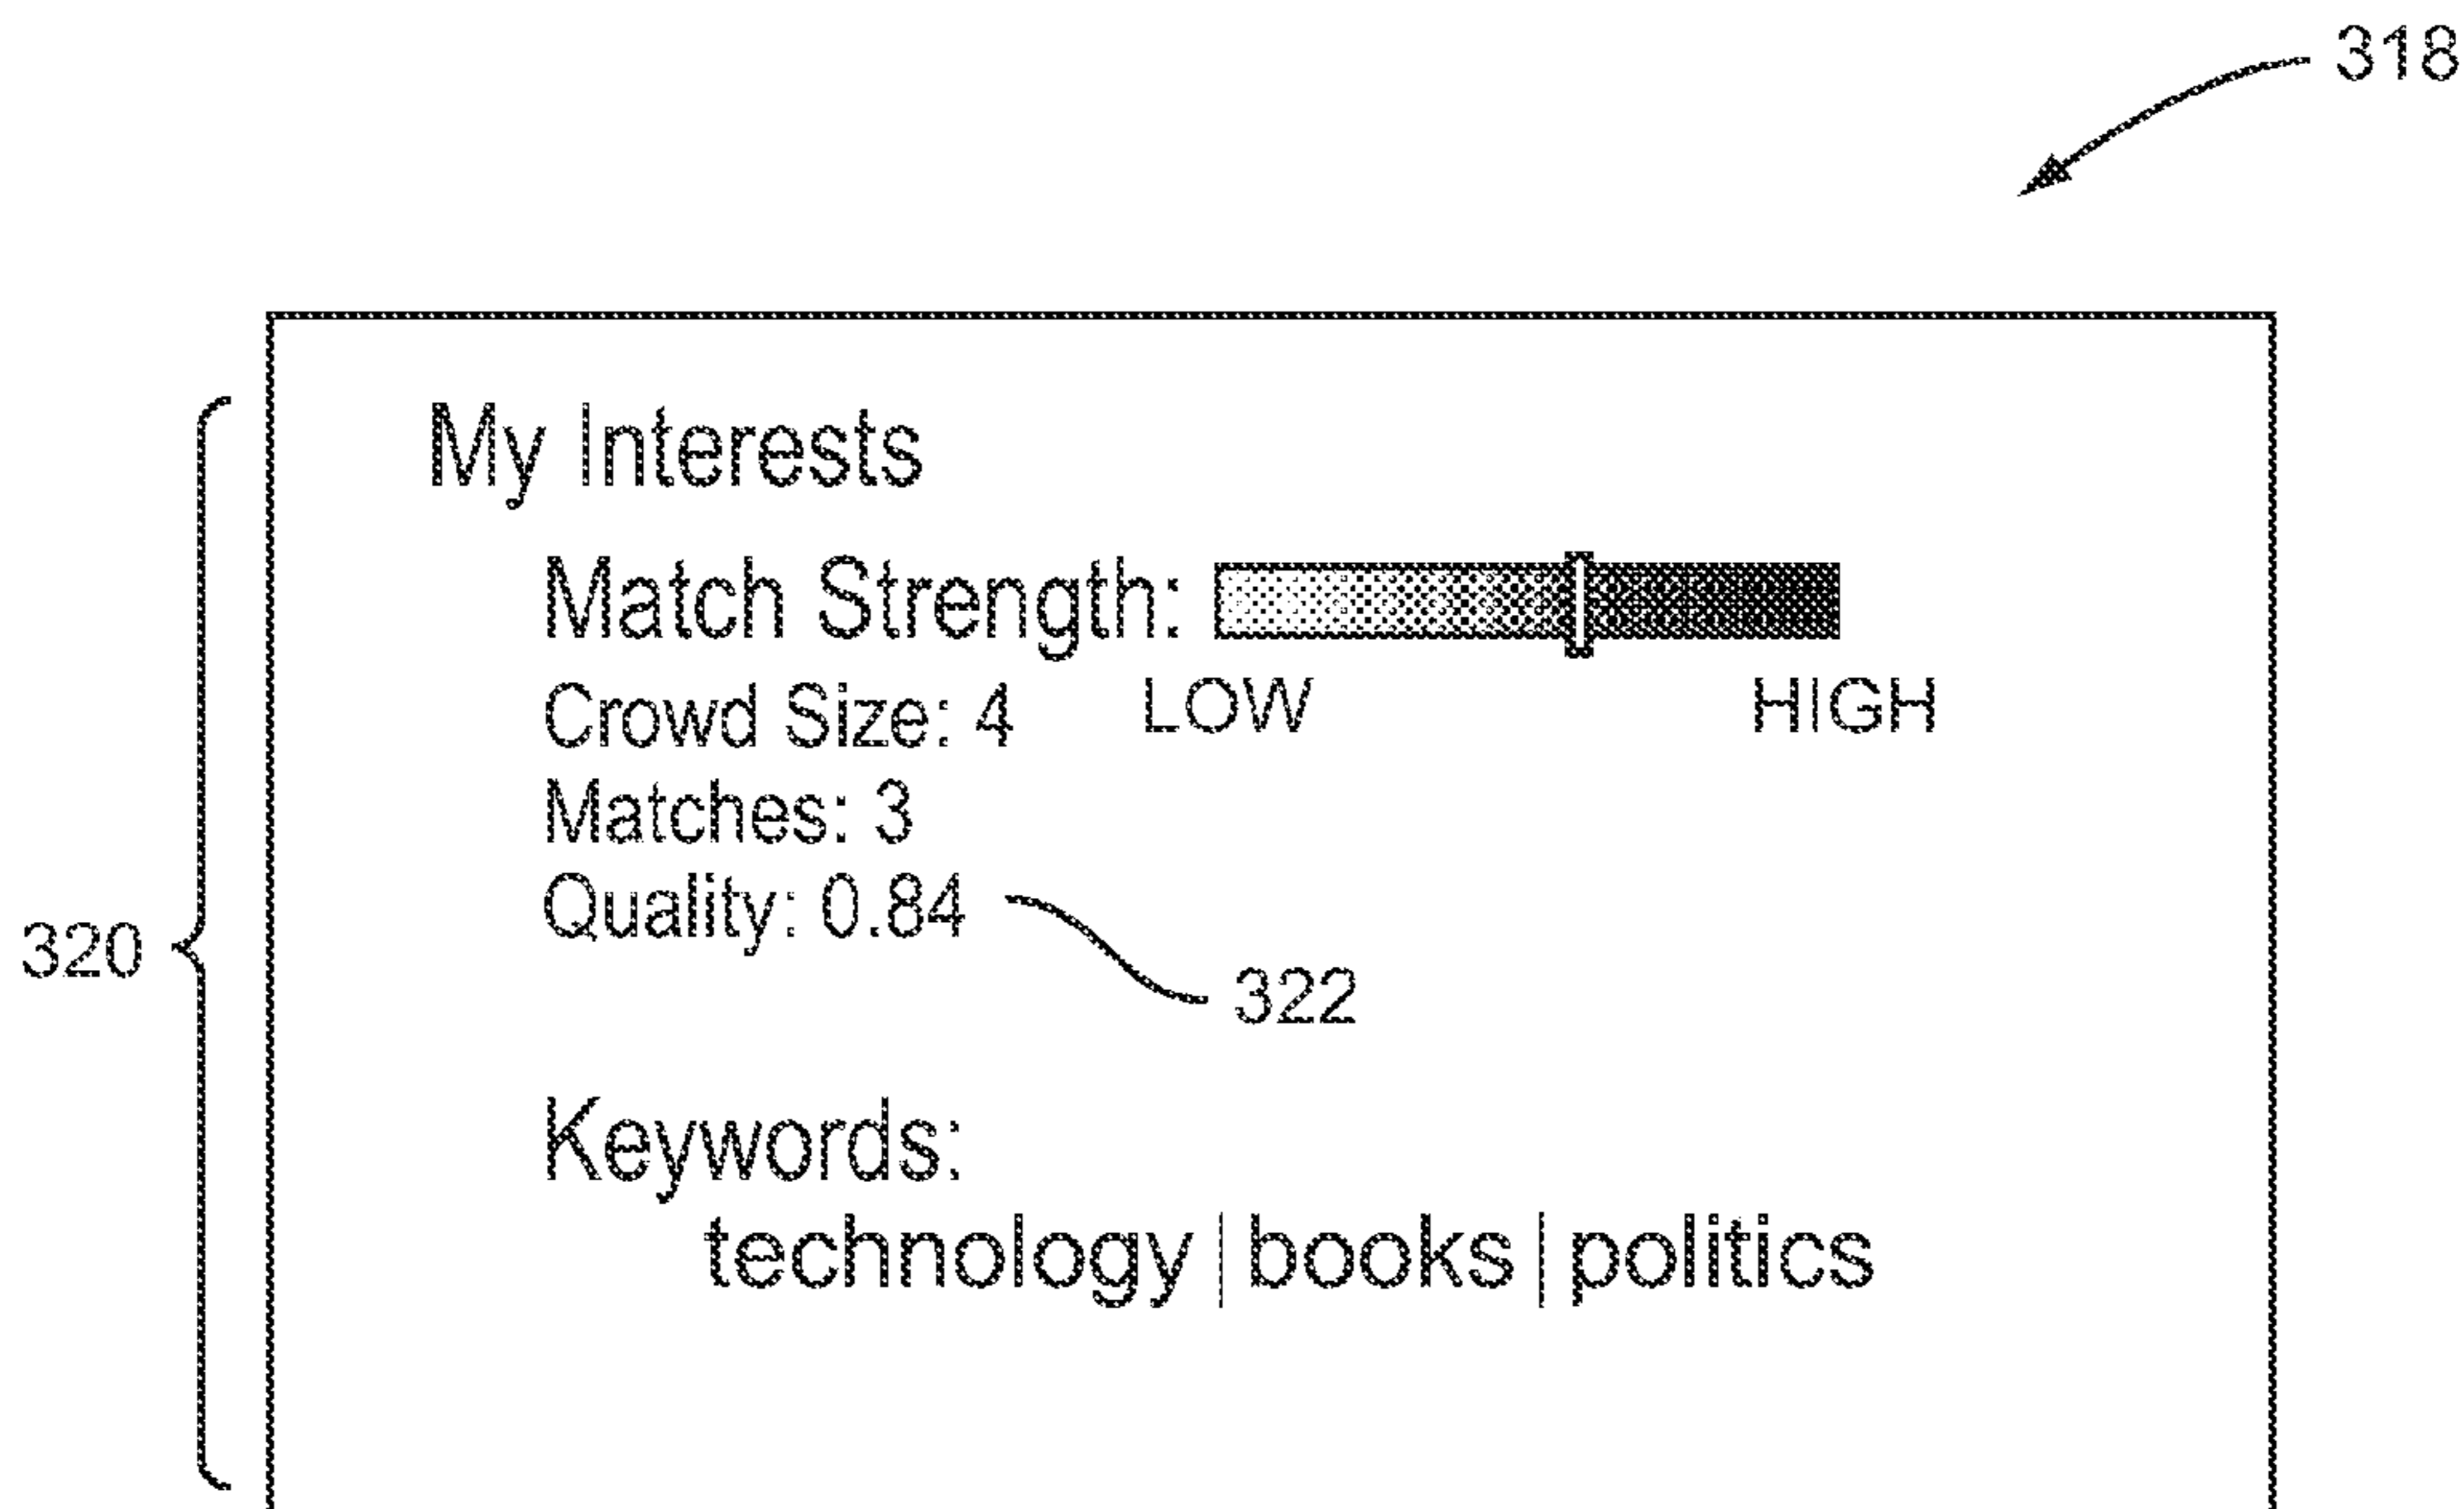 318
My Interests
Match Strength:
Crowd Size: 4 LOW HIGH
Matches: 3
Quality: 0.84
320
322
Keywords:
technology | books | politics